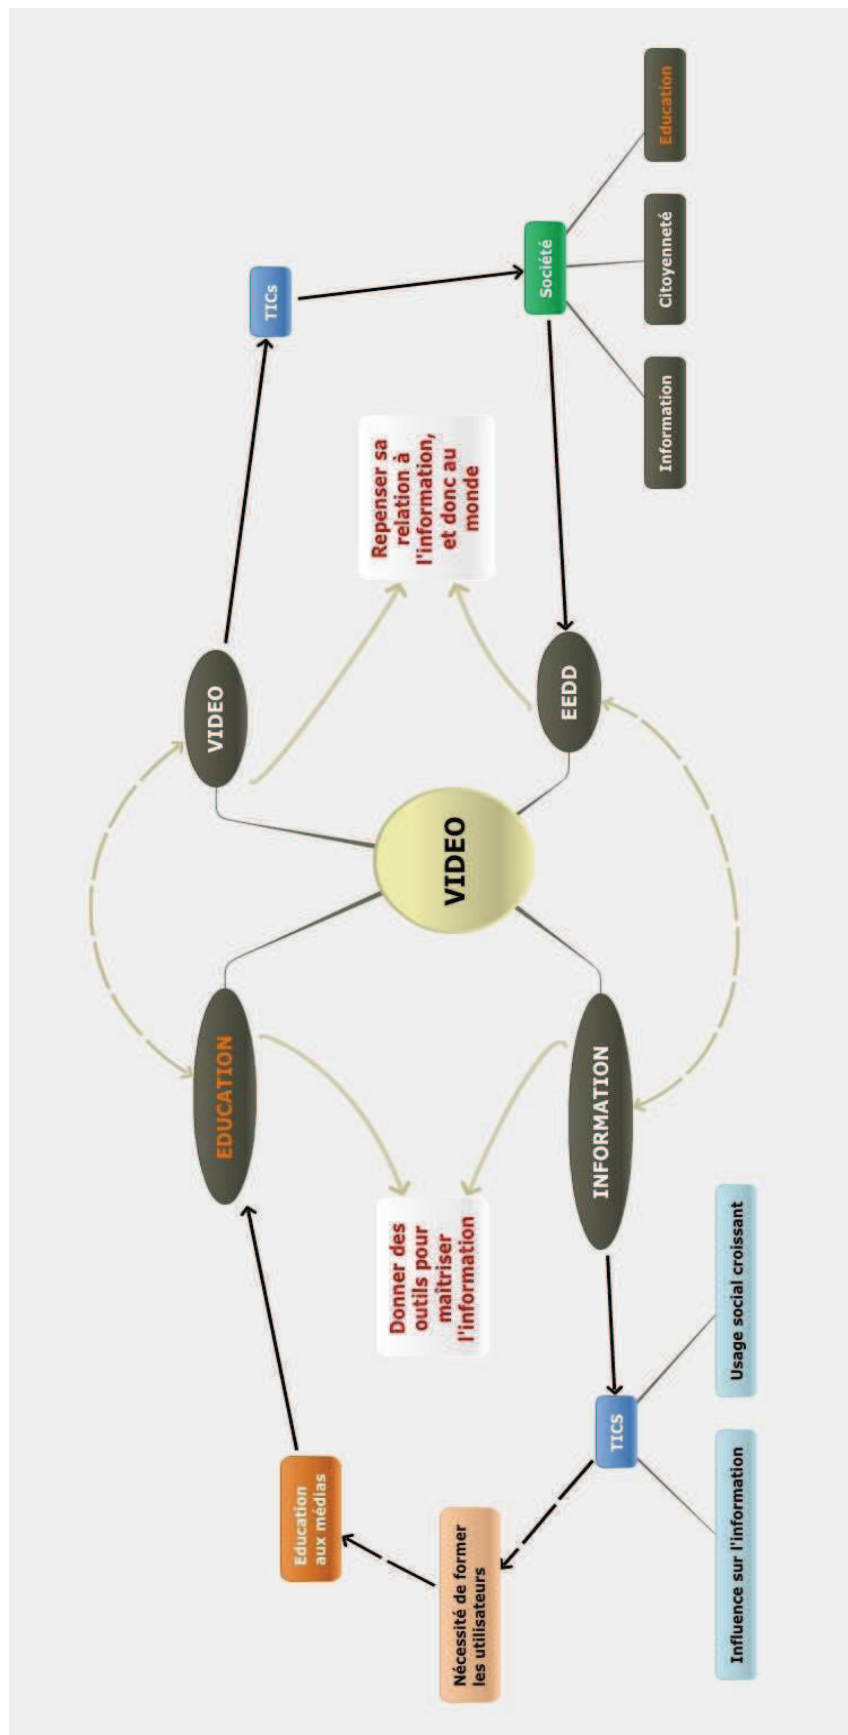 Education
aux médias
EDUCATION
VIDEO
TICs
Nécessité de former
les utilisateurs
Donner des
outils pour
maîtriser
l'information
VIDEO
Repenser sa
relation à
l'information,
et donc au
monde
TICS
INFORMATION
EEDD
Société
Influence sur l'information
Usage social croissant
Information
Citoyenneté
Education